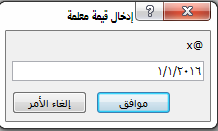 إدخال قيمة معلمة
x@
١/١/٢٠١٦
موافق
إلغاء الأمر